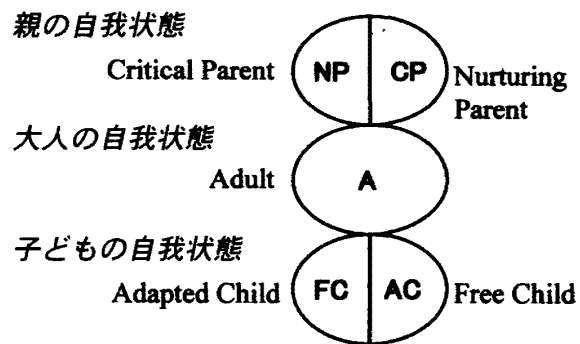 親の自我状態
Critical Parent NP CP Nurturing
Parent
大人の自我状態
Adult A
子どもの自我状態
Adapted Child FC AC Free Child